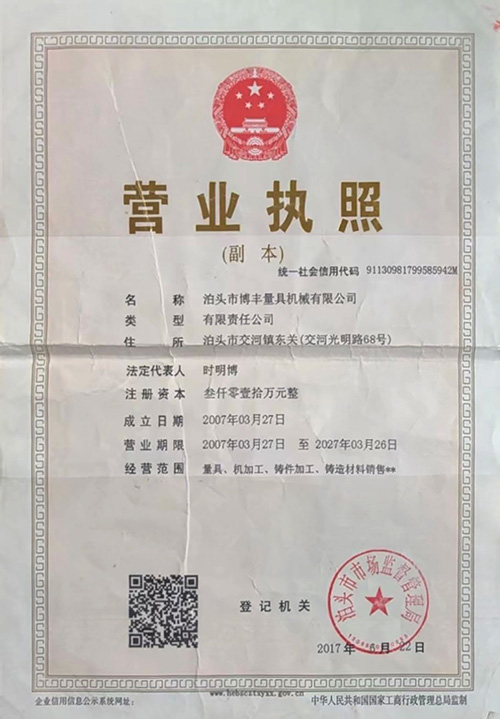 营业执照
(副 本)
统一社会信用代码 91130981799585942M
名 称 泊头市博丰量具机械有限公司
类 型 有限责任公司
住 所 泊头市交河镇东关(交河光明路68号)
法定代表人 时明博
注册资本 叁仟零壹拾万元整
成立日期 2007年03月27日
营业期限 2007年03月27日 至 2027年03月26日
经营范围 量具、机加工、铸件加工、铸造材料销售**
泊头市市场监督管理局
登记机关
2017年 6月 22日
www.hebscztxyxx.gov.cn
企业信用信息公示系统网址:
中华人民共和国国家工商行政管理总局监制